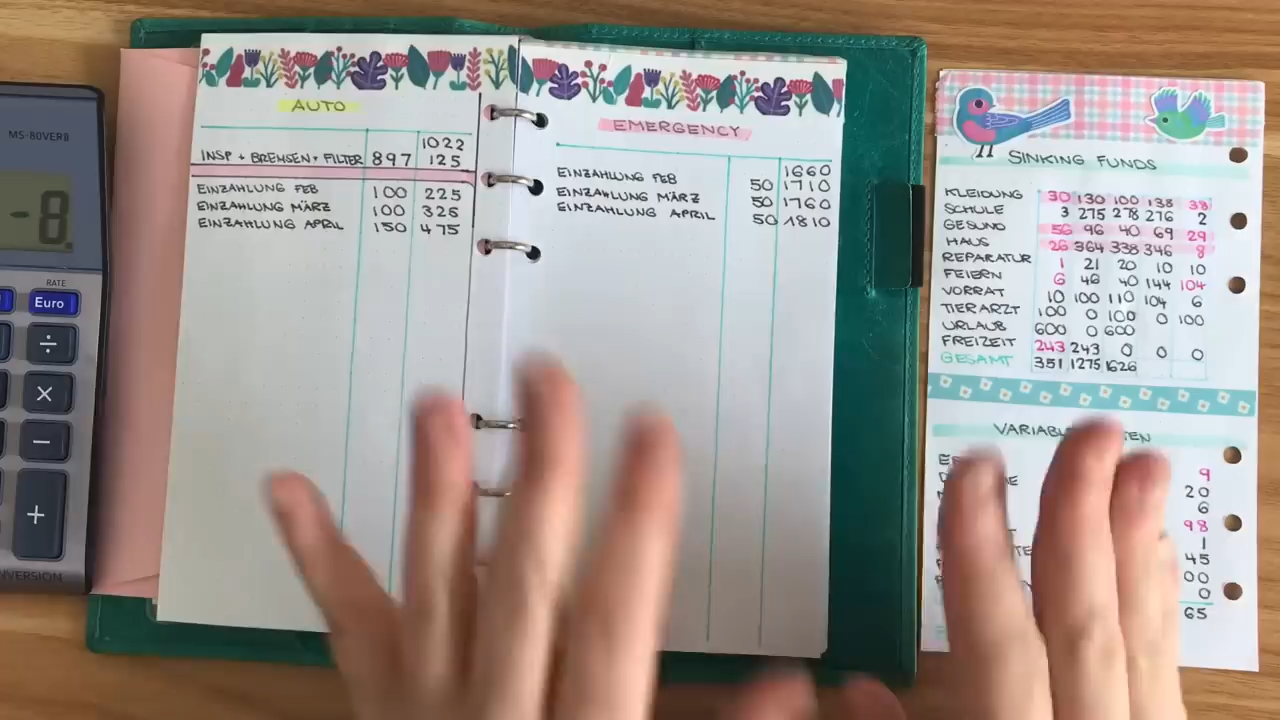 MS-80VERII
-8.
RATE
Euro
÷
×
−
+
NVERSION
AUTO
1022
INSP + BREMSEN + FILTER 897 125
EINZAHLUNG FEB 100 225
EINZAHLUNG MÄRZ 100 325
EINZAHLUNG APRIL 150 475
EMERGENCY
1660
EINZAHLUNG FEB 50 1710
EINZAHLUNG MÄRZ 50 1760
EINZAHLUNG APRIL 50 1810
SINKING FUNDS
KLEIDUNG 30 130 100 138 38
SCHULE 3 275 278 276 2
GESUND 56 96 40 69 29
HAUS 26 364 338 346 8
REPARATUR 1 21 20 10 10
FEIERN 6 46 40 144 104
VORRAT 10 100 110 104 6
TIERARZT 100 0 100 0 100
URLAUB 600 0 600
FREIZEIT 243 243 0 0 0
GESAMT 351 1275 1626
9
20
6
98
1
45
00
0
65